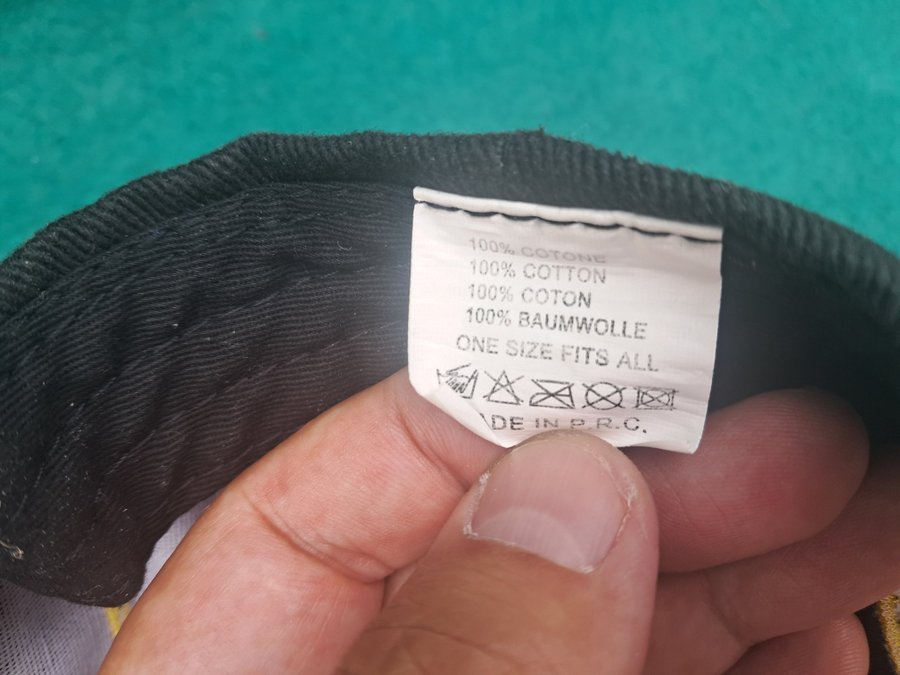 100% COTONE
100% COTTON
100% COTON
100% BAUMWOLLE
ONE SIZE FITS ALL
ADE IN P.R.C.